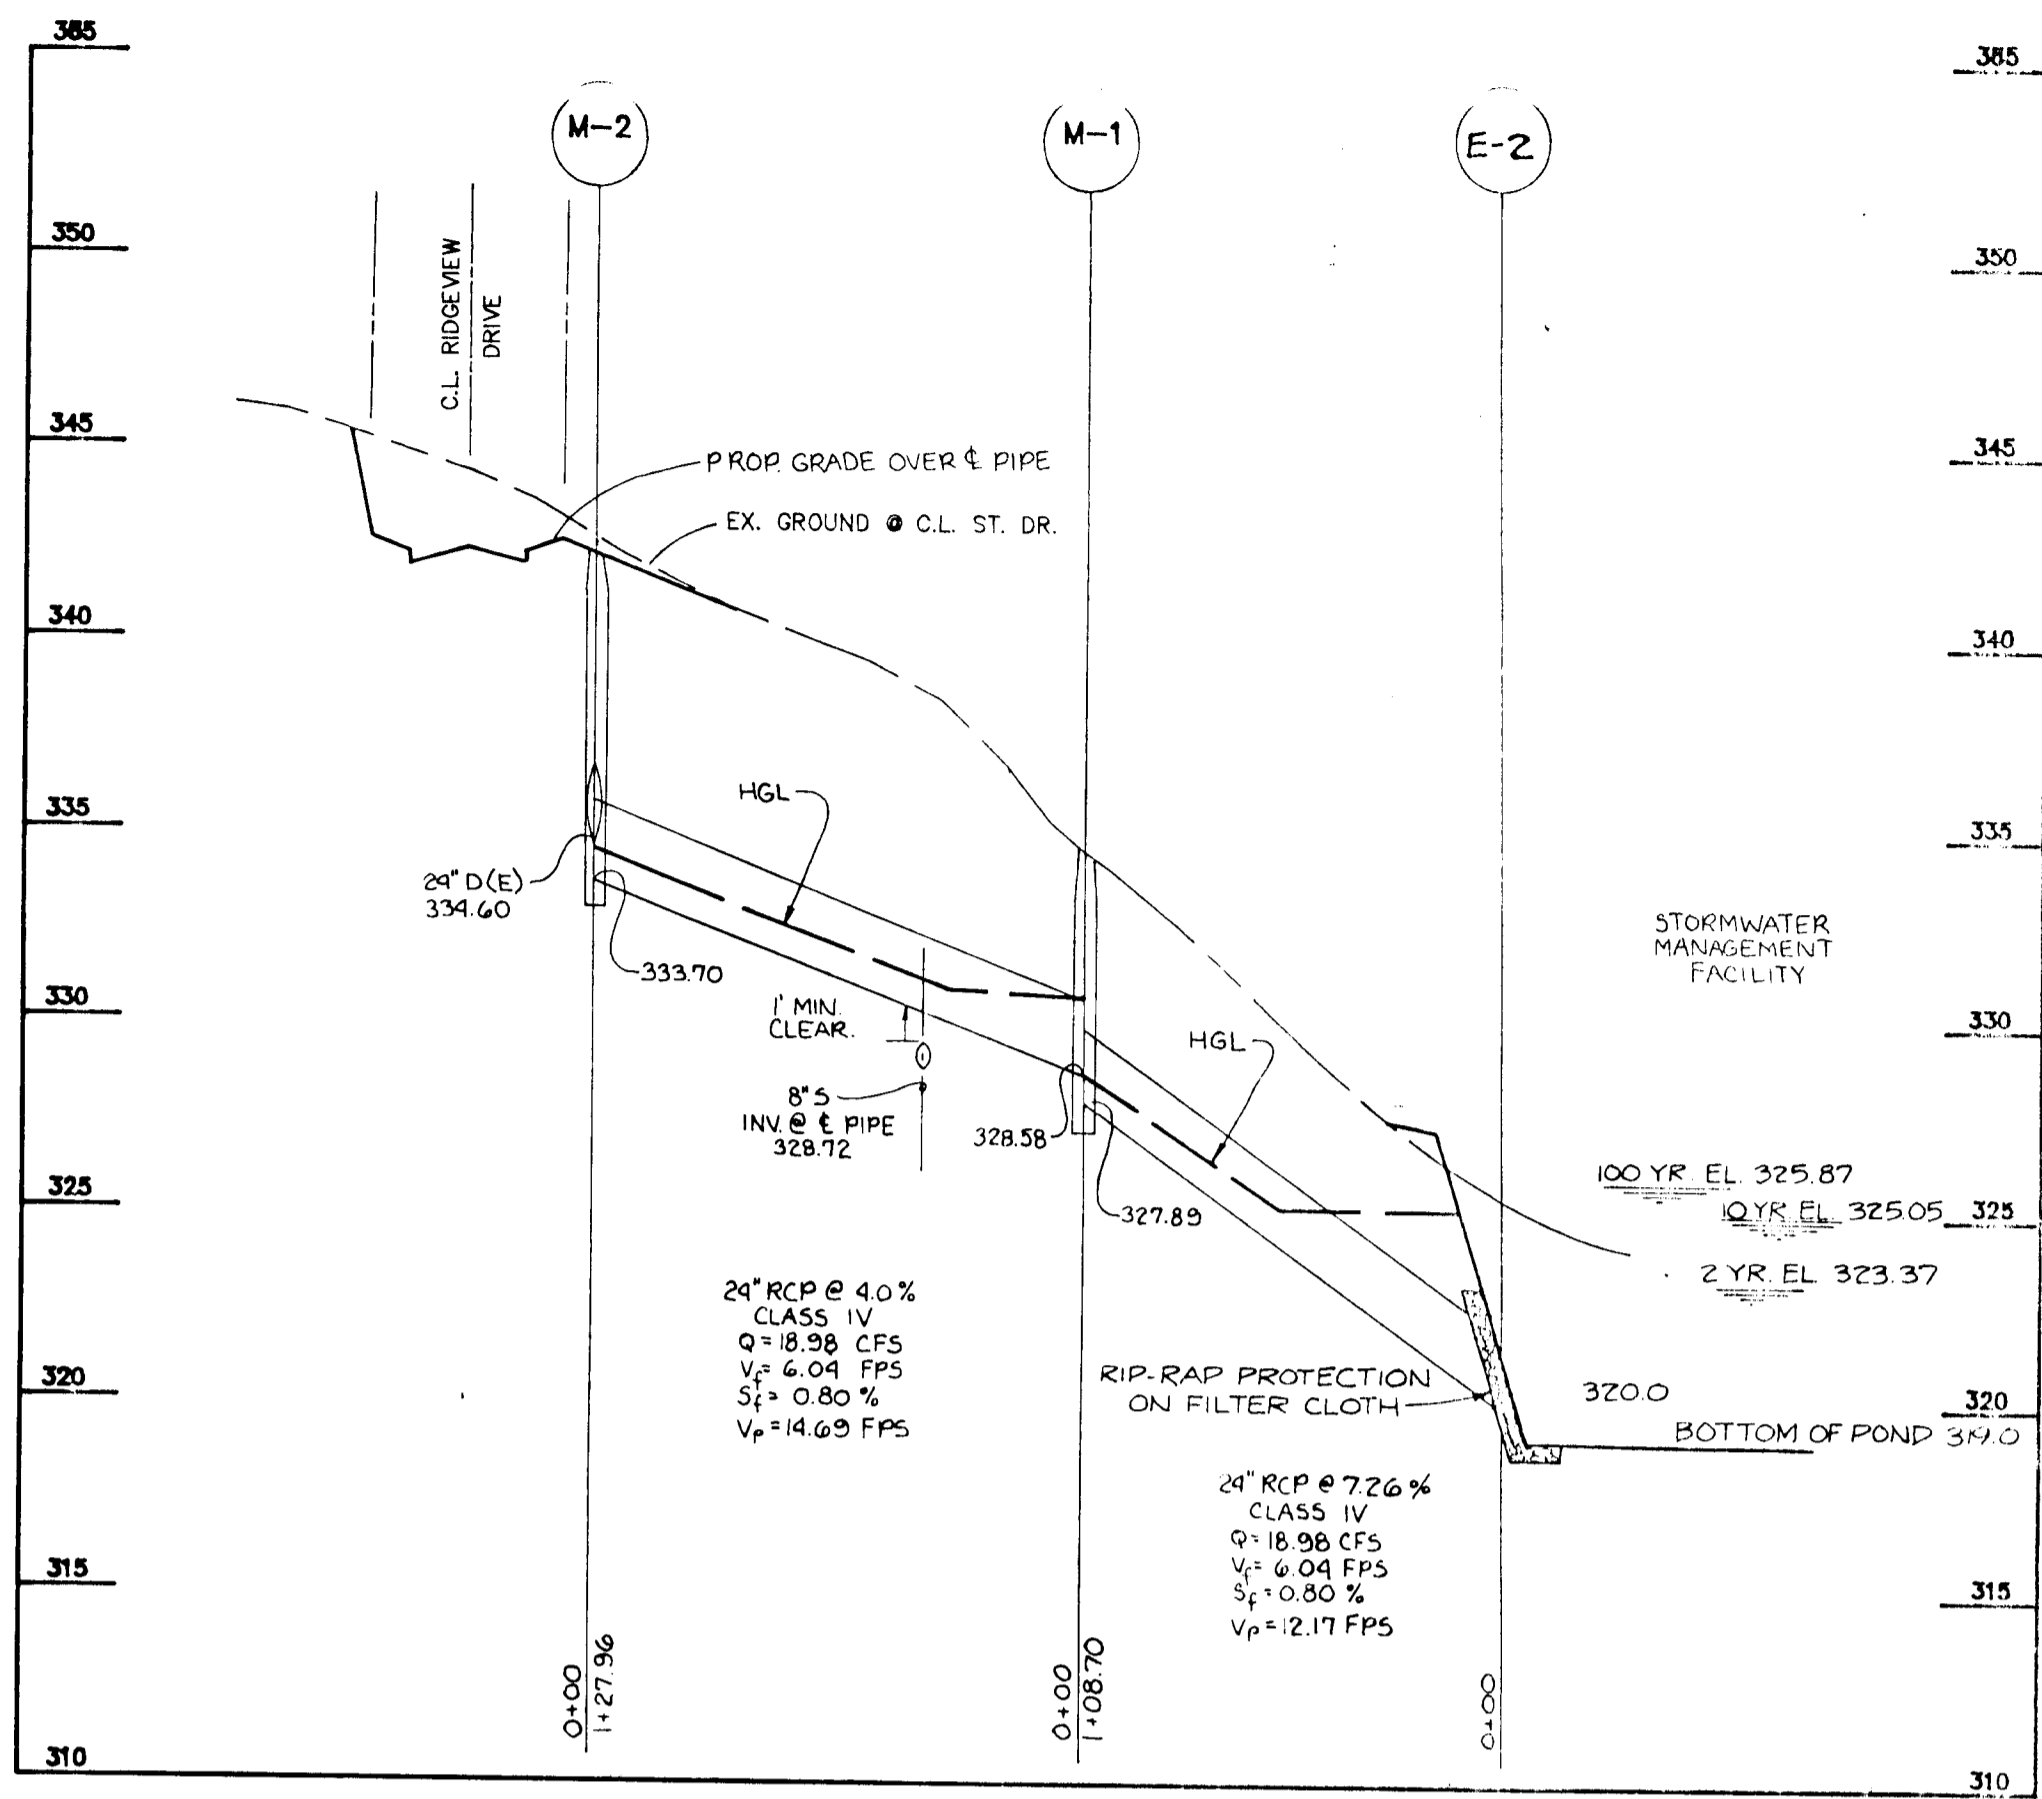 385
385
M-2
M-1
E-2
350
350
C.L. RIDGEVIEW
DRIVE
345
345
PROP. GRADE OVER ℄ PIPE
EX. GROUND @ C.L. ST. DR.
340
340
335
335
HGL
24" D(E)
334.60
333.70
STORMWATER
MANAGEMENT
FACILITY
330
330
1' MIN.
CLEAR.
HGL
8" S
INV. @ ℄ PIPE
328.72
328.58
327.89
325
325
100 YR. EL. 325.87
10 YR. EL. 325.05
2 YR. EL. 323.37
24" RCP @ 4.0%
CLASS IV
Q = 18.98 CFS
Vf = 6.04 FPS
Sf = 0.80 %
Vp = 14.69 FPS
320
320
RIP-RAP PROTECTION
ON FILTER CLOTH
320.0
BOTTOM OF POND 319.0
24" RCP @ 7.26%
CLASS IV
Q = 18.98 CFS
Vf = 6.04 FPS
Sf = 0.80 %
Vp = 12.17 FPS
315
315
0+00
1+27.96
0+00
1+08.70
0+00
310
310